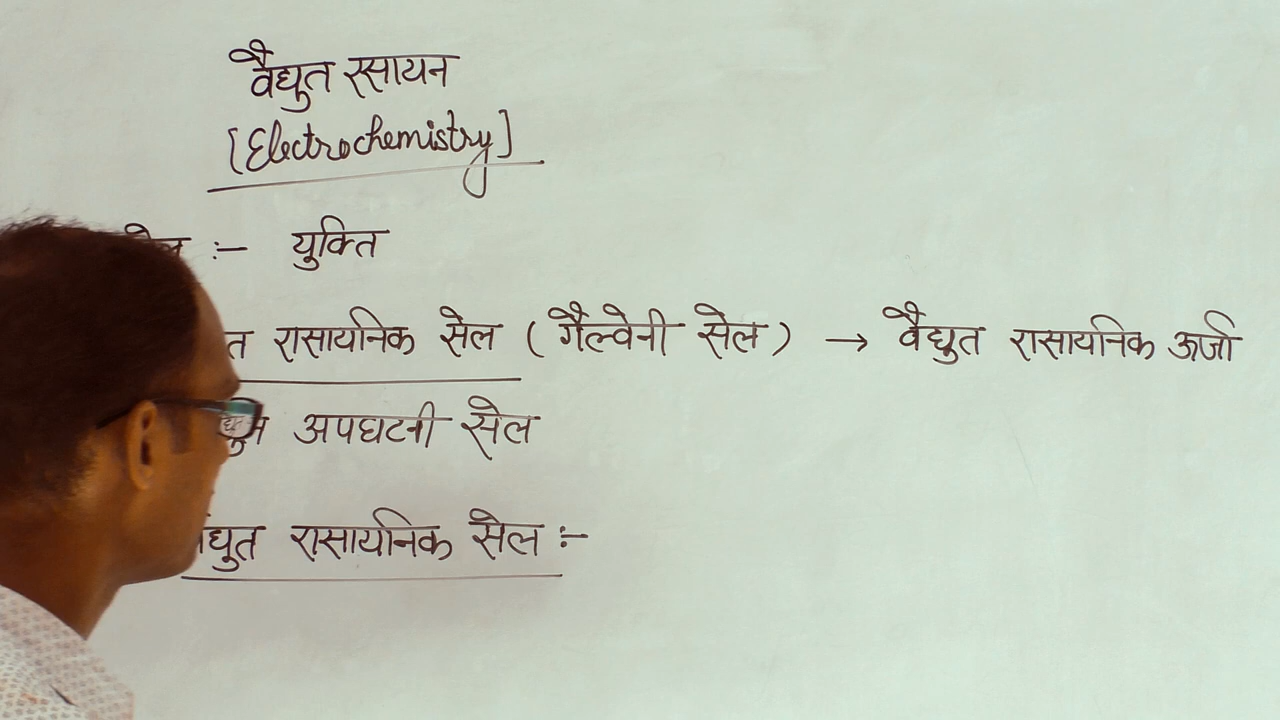 वैद्युत रसायन
[Electrochemistry]
सेल :- युक्ति
रासायनिक सेल (गैल्वेनी सेल) → वैद्युत रासायनिक ऊर्जा
अपघटनी सेल
रासायनिक सेल :-